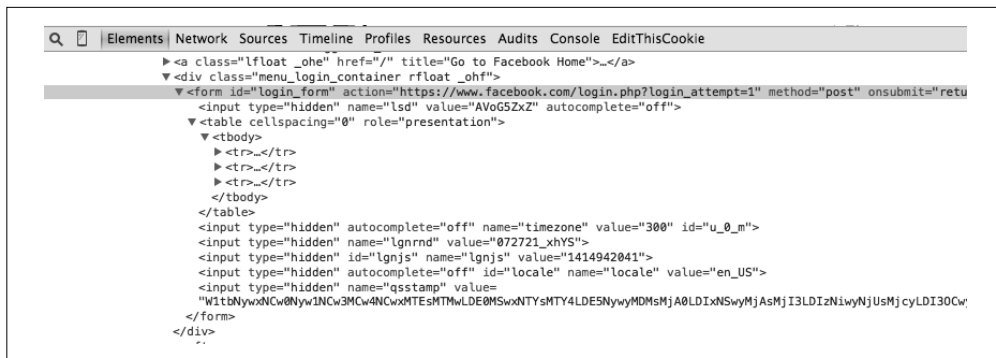 Elements Network Sources Timeline Profiles Resources Audits Console EditThisCookie
▶<a class="lfloat _ohe" href="/" title="Go to Facebook Home">…</a>
▼<div class="menu_login_container rfloat _ohf">
▼<form id="login_form" action="https://www.facebook.com/login.php?login_attempt=1" method="post" onsubmit="retu
<input type="hidden" name="lsd" value="AVoG5ZxZ" autocomplete="off">
▼<table cellspacing="0" role="presentation">
▼<tbody>
▶<tr>…</tr>
▶<tr>…</tr>
▶<tr>…</tr>
</tbody>
</table>
<input type="hidden" autocomplete="off" name="timezone" value="300" id="u_0_m">
<input type="hidden" name="lgnrnd" value="072721_xhYS">
<input type="hidden" id="lgnjs" name="lgnjs" value="1414942041">
<input type="hidden" autocomplete="off" id="locale" name="locale" value="en_US">
<input type="hidden" name="qsstamp" value=
"W1tbNywxNCw0Nyw1NCw3MCw4NCwxMTEsMTMwLDE0MSwxNTYsMTY4LDE5NywyMDMsMjA0LDIxNSwyMjAsMjI3LDIzNiwyNjUsMjcyLDI3OCwy
</form>
</div>